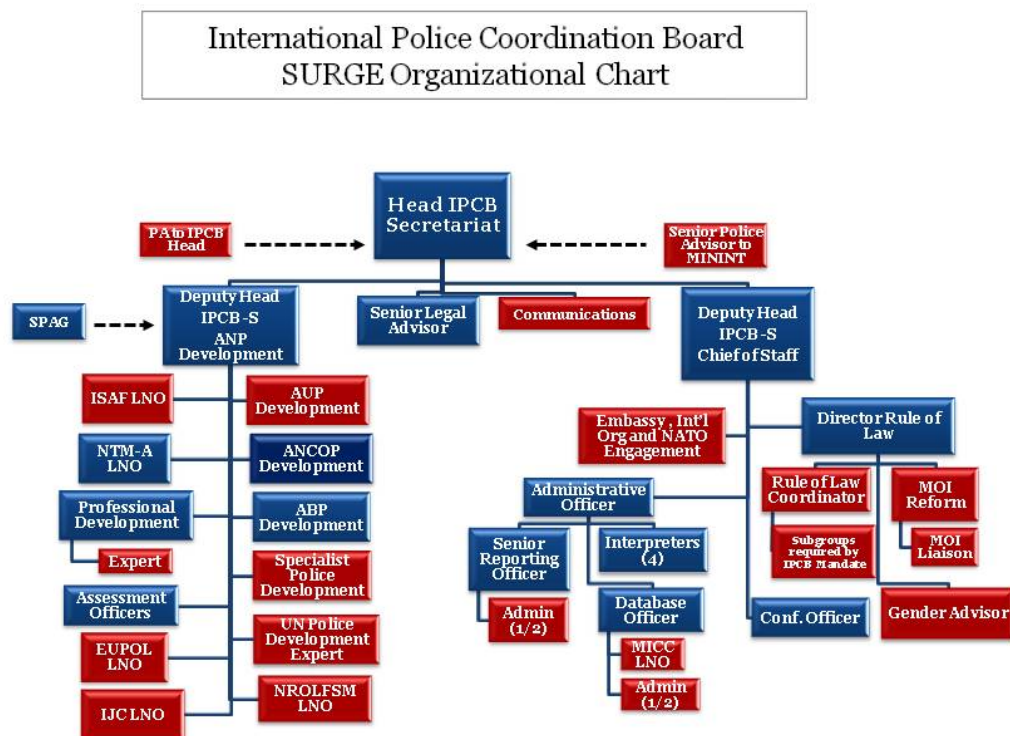 International Police Coordination Board
SURGE Organizational Chart
Head IPCB
Secretariat
PA to IPCB
Head
Senior Police
Advisor to
MININT
SPAG
Deputy Head
IPCB -S
ANP
Development
Senior Legal
Advisor
Communications
Deputy Head
IPCB -S
Chief of Staff
ISAF LNO
AUP
Development
NTM-A
LNO
ANCOP
Development
Professional
Development
Expert
ABP
Development
Assessment
Officers
Specialist
Police
Development
EUPOL
LNO
UN Police
Development
Expert
IJC LNO
NROLFSM
LNO
Embassy , Int'l
Org and NATO
Engagement
Director Rule of
Law
Administrative
Officer
Rule of Law
Coordinator
MOI
Reform
Senior
Reporting
Officer
Interpreters
(4)
Subgroups
required by
IPCB Mandate
MOI
Liaison
Admin
(1/2)
Database
Officer
Conf. Officer
Gender Advisor
MICC
LNO
Admin
(1/2)